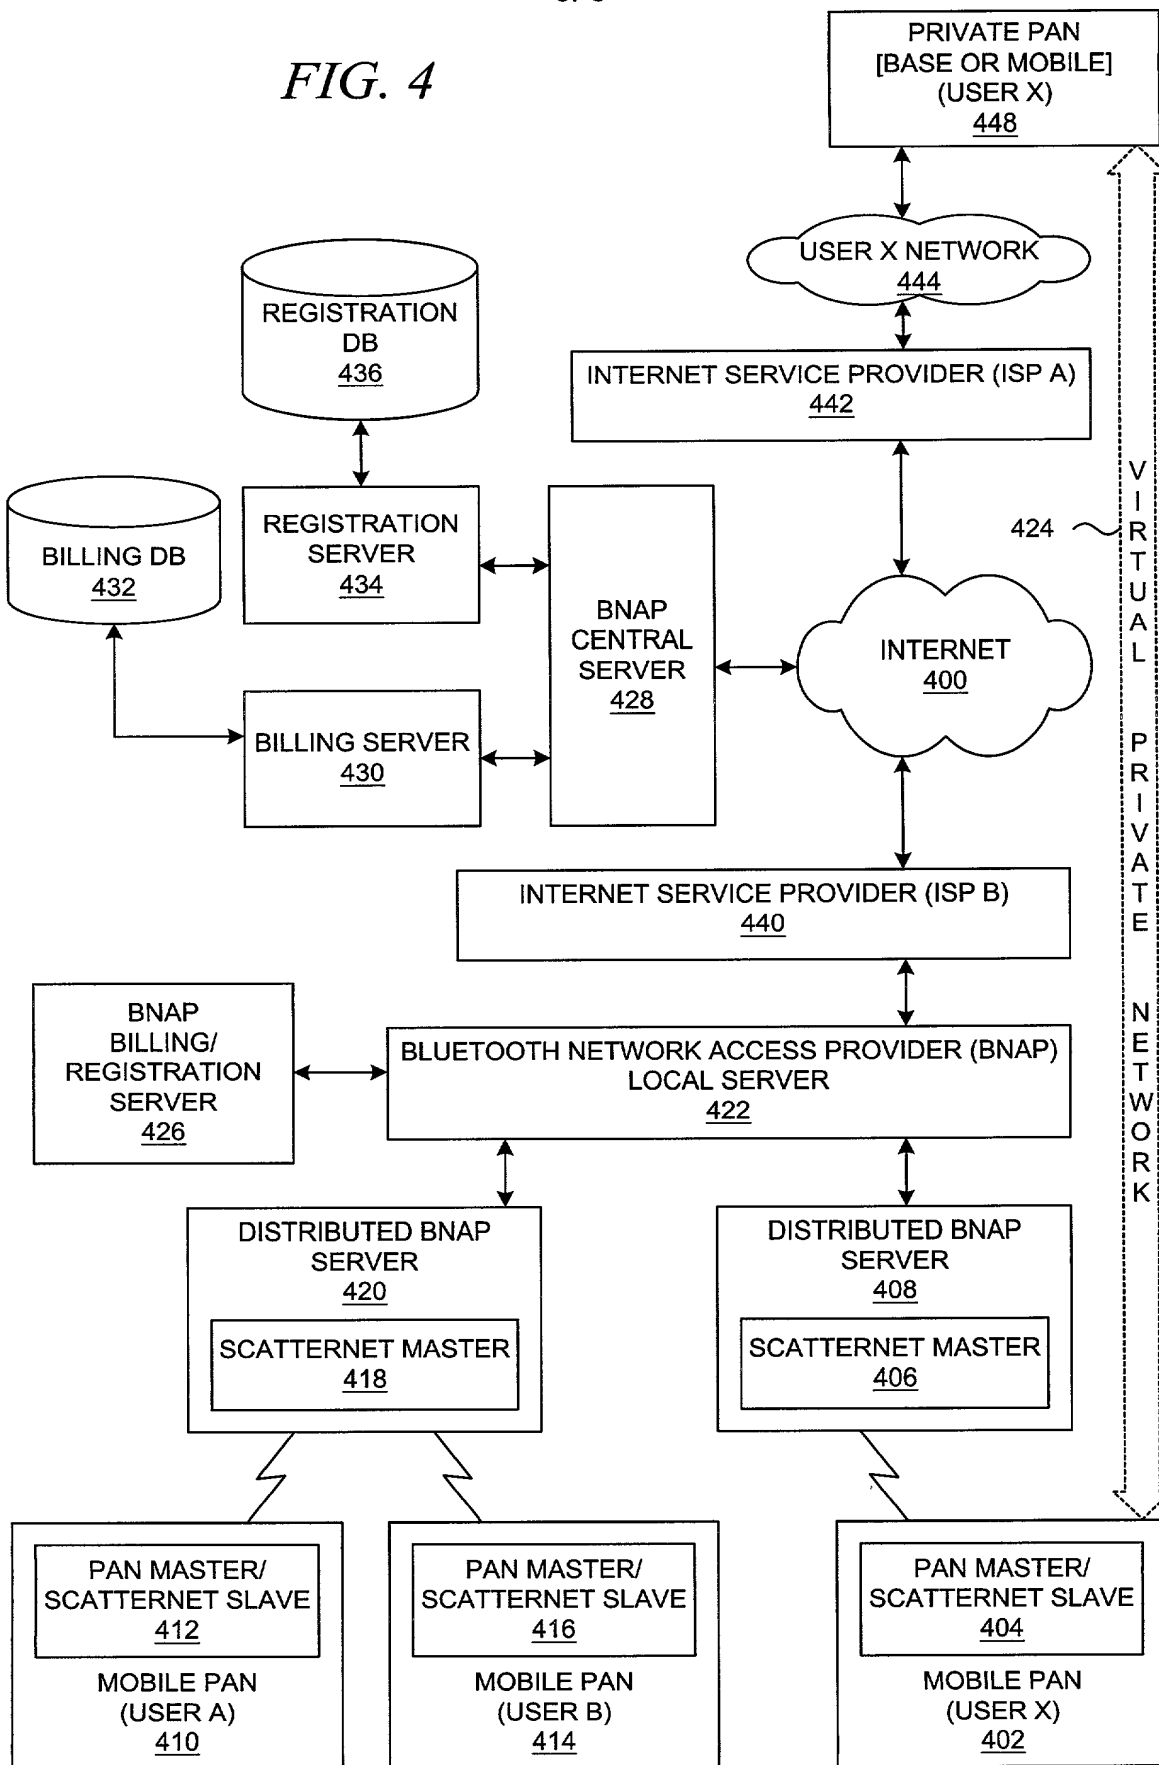 FIG. 4
PRIVATE PAN
[BASE OR MOBILE]
(USER X)
448
USER X NETWORK
444
REGISTRATION
DB
436
INTERNET SERVICE PROVIDER (ISP A)
442
BILLING DB
432
REGISTRATION
SERVER
434
BNAP
CENTRAL
SERVER
428
INTERNET
400
424
VIRTUAL PRIVATE NETWORK
BILLING SERVER
430
INTERNET SERVICE PROVIDER (ISP B)
440
BNAP
BILLING/
REGISTRATION
SERVER
426
BLUETOOTH NETWORK ACCESS PROVIDER (BNAP)
LOCAL SERVER
422
DISTRIBUTED BNAP
SERVER
420
SCATTERNET MASTER
418
DISTRIBUTED BNAP
SERVER
408
SCATTERNET MASTER
406
PAN MASTER/
SCATTERNET SLAVE
412
MOBILE PAN
(USER A)
410
PAN MASTER/
SCATTERNET SLAVE
416
MOBILE PAN
(USER B)
414
PAN MASTER/
SCATTERNET SLAVE
404
MOBILE PAN
(USER X)
402